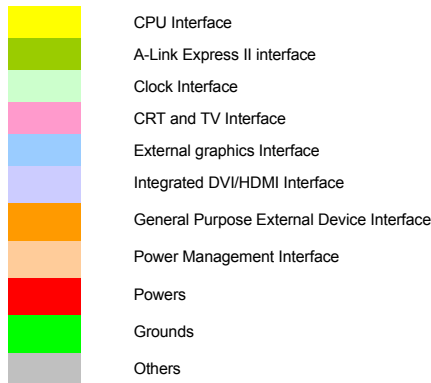 CPU Interface
A-Link Express II interface
Clock Interface
CRT and TV Interface
External graphics Interface
Integrated DVI/HDMI Interface
General Purpose External Device Interface
Power Management Interface
Powers
Grounds
Others